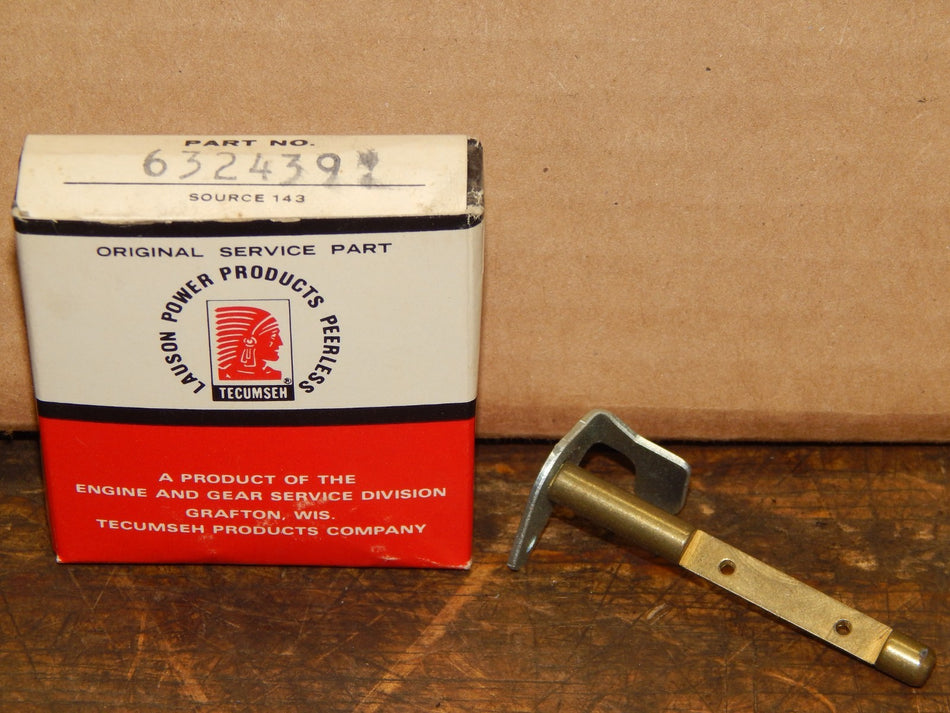 PART NO.
632439
SOURCE 143
ORIGINAL SERVICE PART
LAUSON POWER PRODUCTS PEERLESS
TECUMSEH ®
A PRODUCT OF THE
ENGINE AND GEAR SERVICE DIVISION
GRAFTON, WIS.
TECUMSEH PRODUCTS COMPANY